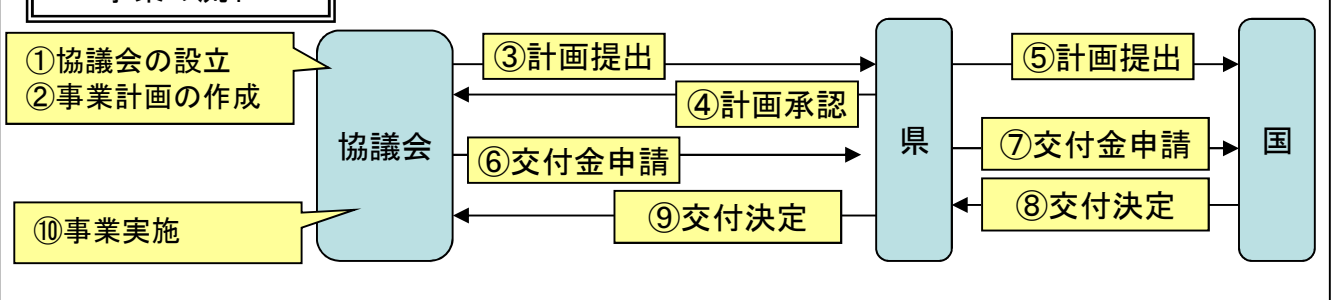 ①協議会の設立
②事業計画の作成
③計画提出
⑤計画提出
④計画承認
協議会
県
国
⑥交付金申請
⑦交付金申請
⑧交付決定
⑨交付決定
⑩事業実施